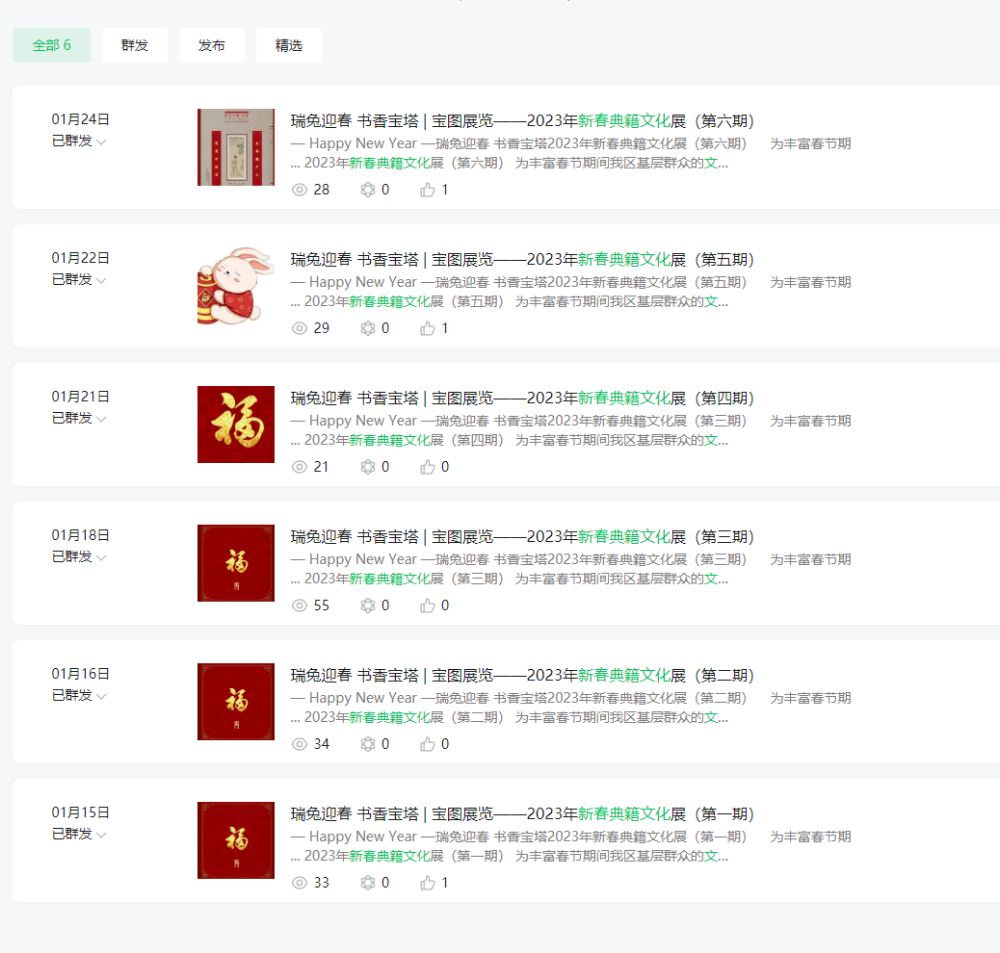 全部 6 群发 发布 精选
01月24日
已群发
瑞兔迎春 书香宝塔 | 宝图展览——2023年新春典籍文化展（第六期）
— Happy New Year —瑞兔迎春 书香宝塔2023年新春典籍文化展（第六期） 为丰富春节期
... 2023年新春典籍文化展（第六期） 为丰富春节期间我区基层群众的文...
28 0 1
01月22日
已群发
瑞兔迎春 书香宝塔 | 宝图展览——2023年新春典籍文化展（第五期）
— Happy New Year —瑞兔迎春 书香宝塔2023年新春典籍文化展（第五期） 为丰富春节期
... 2023年新春典籍文化展（第五期） 为丰富春节期间我区基层群众的文...
29 0 1
01月21日
已群发
福
瑞兔迎春 书香宝塔 | 宝图展览——2023年新春典籍文化展（第四期）
— Happy New Year —瑞兔迎春 书香宝塔2023年新春典籍文化展（第三期） 为丰富春节期
... 2023年新春典籍文化展（第四期） 为丰富春节期间我区基层群众的文...
21 0 0
01月18日
已群发
福
瑞兔迎春 书香宝塔 | 宝图展览——2023年新春典籍文化展（第三期）
— Happy New Year —瑞兔迎春 书香宝塔2023年新春典籍文化展（第三期） 为丰富春节期
... 2023年新春典籍文化展（第三期） 为丰富春节期间我区基层群众的文...
55 0 0
01月16日
已群发
福
瑞兔迎春 书香宝塔 | 宝图展览——2023年新春典籍文化展（第二期）
— Happy New Year —瑞兔迎春 书香宝塔2023年新春典籍文化展（第二期） 为丰富春节期
... 2023年新春典籍文化展（第二期） 为丰富春节期间我区基层群众的文...
34 0 0
01月15日
已群发
福
瑞兔迎春 书香宝塔 | 宝图展览——2023年新春典籍文化展（第一期）
— Happy New Year —瑞兔迎春 书香宝塔2023年新春典籍文化展（第一期） 为丰富春节期
... 2023年新春典籍文化展（第一期） 为丰富春节期间我区基层群众的文...
33 0 1